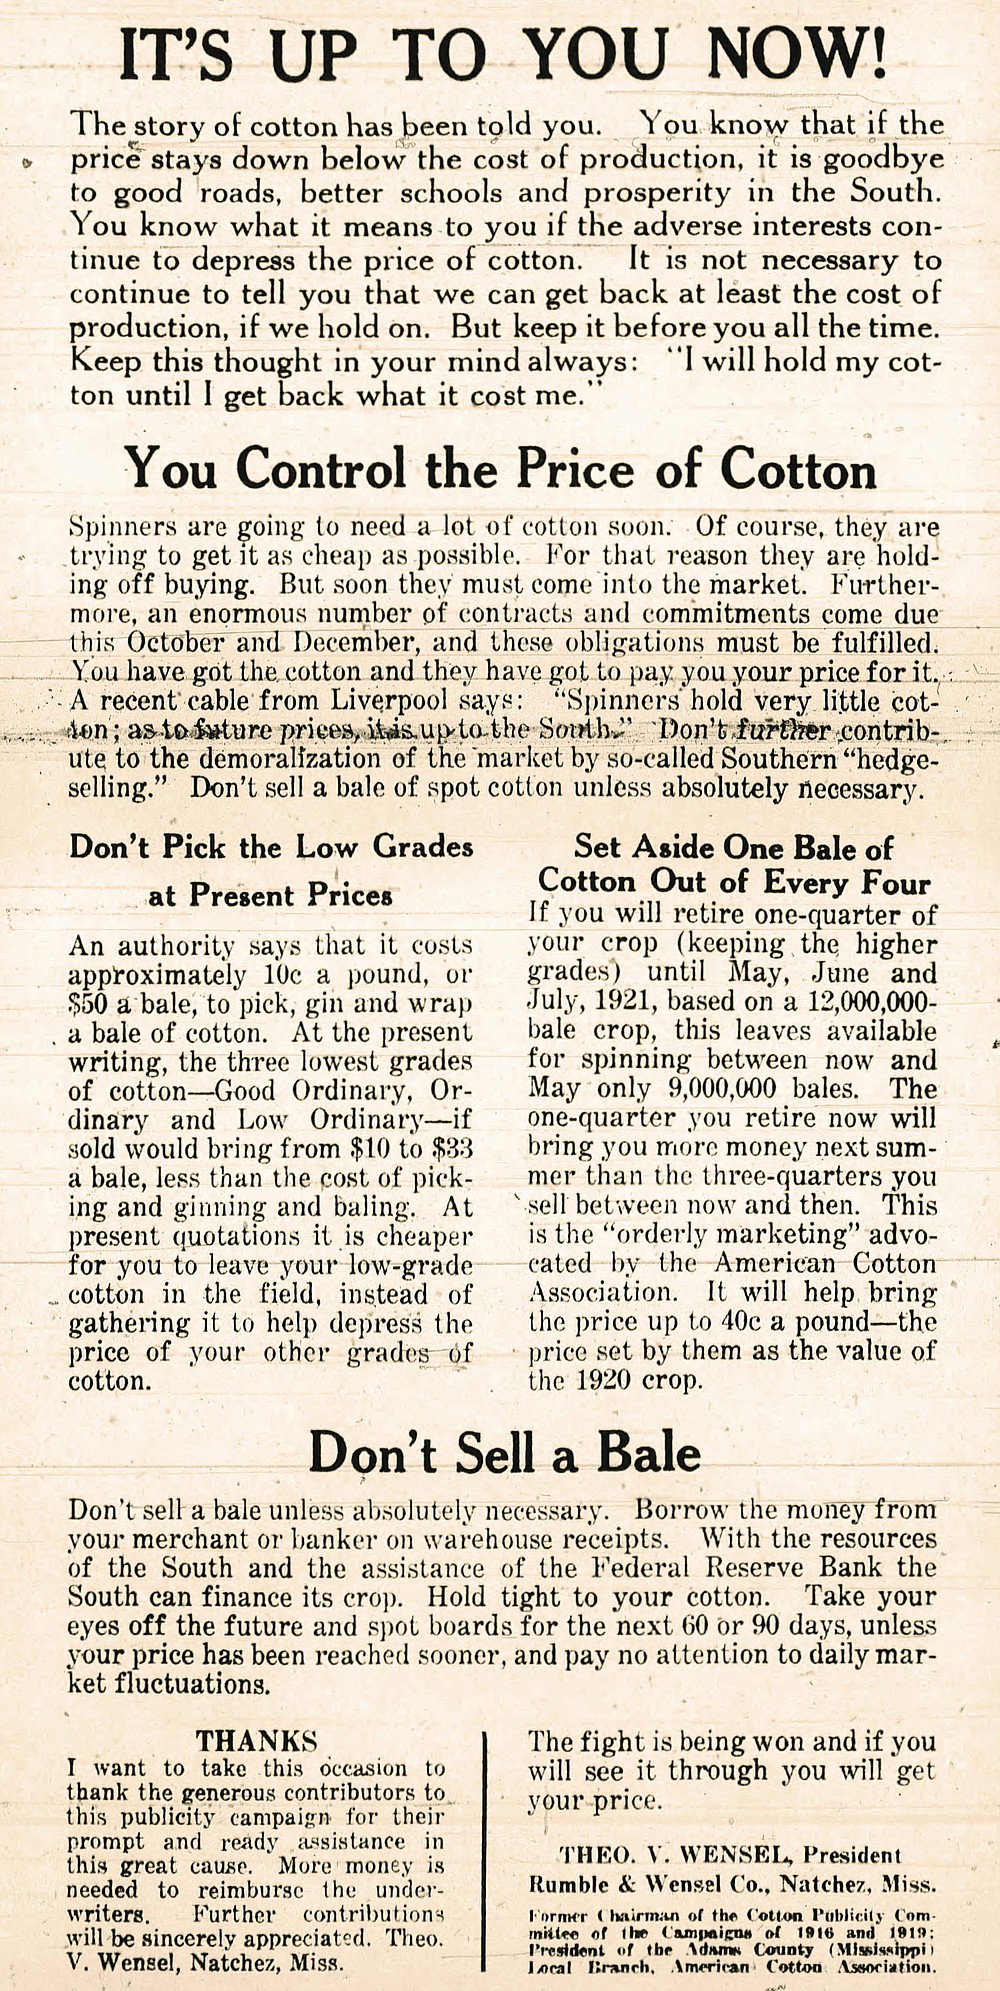 IT'S UP TO YOU NOW!
The story of cotton has been told you. You know that if the
price stays down below the cost of production, it is goodbye
to good roads, better schools and prosperity in the South.
You know what it means to you if the adverse interests con-
tinue to depress the price of cotton. It is not necessary to
continue to tell you that we can get back at least the cost of
production, if we hold on. But keep it before you all the time.
Keep this thought in your mind always: "I will hold my cot-
ton until I get back what it cost me."
You Control the Price of Cotton
Spinners are going to need a lot of cotton soon. Of course, they are
trying to get it as cheap as possible. For that reason they are hold-
ing off buying. But soon they must come into the market. Further-
more, an enormous number of contracts and commitments come due
this October and December, and these obligations must be fulfilled.
You have got the cotton and they have got to pay you your price for it.
A recent cable from Liverpool says: "Spinners hold very little cot-
ton; as to future prices, it is up to the South." Don't further contrib-
ute to the demoralization of the market by so-called Southern "hedge-
selling." Don't sell a bale of spot cotton unless absolutely necessary.
Don't Pick the Low Grades
at Present Prices
An authority says that it costs
approximately 10c a pound, or
$50 a bale, to pick, gin and wrap
a bale of cotton. At the present
writing, the three lowest grades
of cotton—Good Ordinary, Or-
dinary and Low Ordinary—if
sold would bring from $10 to $33
a bale, less than the cost of pick-
ing and ginning and baling. At
present quotations it is cheaper
for you to leave your low-grade
cotton in the field, instead of
gathering it to help depress the
price of your other grades of
cotton.
Set Aside One Bale of
Cotton Out of Every Four
If you will retire one-quarter of
your crop (keeping the higher
grades) until May, June and
July, 1921, based on a 12,000,000-
bale crop, this leaves available
for spinning between now and
May only 9,000,000 bales. The
one-quarter you retire now will
bring you more money next sum-
mer than the three-quarters you
sell between now and then. This
is the "orderly marketing" advo-
cated by the American Cotton
Association. It will help bring
the price up to 40c a pound—the
price set by them as the value of
the 1920 crop.
Don't Sell a Bale
Don't sell a bale unless absolutely necessary. Borrow the money from
your merchant or banker on warehouse receipts. With the resources
of the South and the assistance of the Federal Reserve Bank the
South can finance its crop. Hold tight to your cotton. Take your
eyes off the future and spot boards for the next 60 or 90 days, unless
your price has been reached sooner, and pay no attention to daily mar-
ket fluctuations.
THANKS
I want to take this occasion to
thank the generous contributors to
this publicity campaign for their
prompt and ready assistance in
this great cause. More money is
needed to reimburse the under-
writers. Further contributions
will be sincerely appreciated. Theo.
V. Wensel, Natchez, Miss.
The fight is being won and if you
will see it through you will get
your price.
THEO. V. WENSEL, President
Rumble & Wensel Co., Natchez, Miss.
Former Chairman of the Cotton Publicity Com-
mittee of the Campaigns of 1916 and 1919;
President of the Adams County (Mississippi)
Local Branch, American Cotton Association.